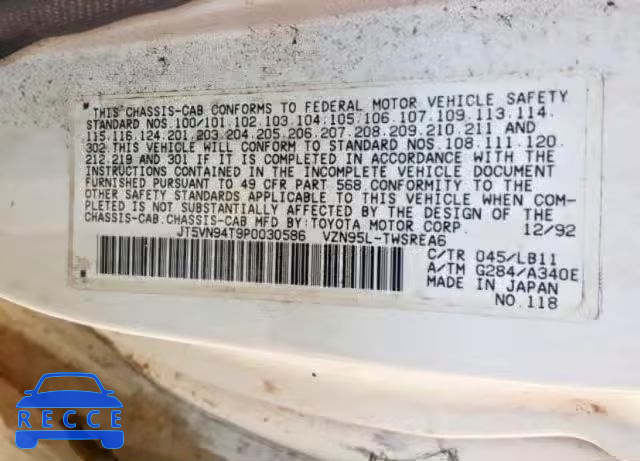 THIS CHASSIS-CAB CONFORMS TO FEDERAL MOTOR VEHICLE SAFETY
STANDARD NOS.100/101.102.103.104.105.106.107.109.113.114.
115.116.124.201.203.204.205.206.207.208.209.210.211 AND
302 THIS VEHICLE WILL CONFORM TO STANDARD NOS.108.111.120.
212.219 AND 301 IF IT IS COMPLETED IN ACCORDANCE WITH THE
INSTRUCTIONS CONTAINED IN THE INCOMPLETE VEHICLE DOCUMENT
FURNISHED PURSUANT TO 49 CFR PART 568.CONFORMITY TO THE
OTHER SAFETY STANDARDS APPLICABLE TO THIS VEHICLE WHEN COM-
PLETED IS NOT SUBSTANTIALLY AFFECTED BY THE DESIGN OF THE
CHASSIS-CAB.CHASSIS-CAB MFD BY:TOYOTA MOTOR CORP. 12/92
JT5VN94T9P0030586 VZN95L-TWSREA6
C/TR 045/LB11
A/TM G284/A340E
MADE IN JAPAN
NO.118
RECCE